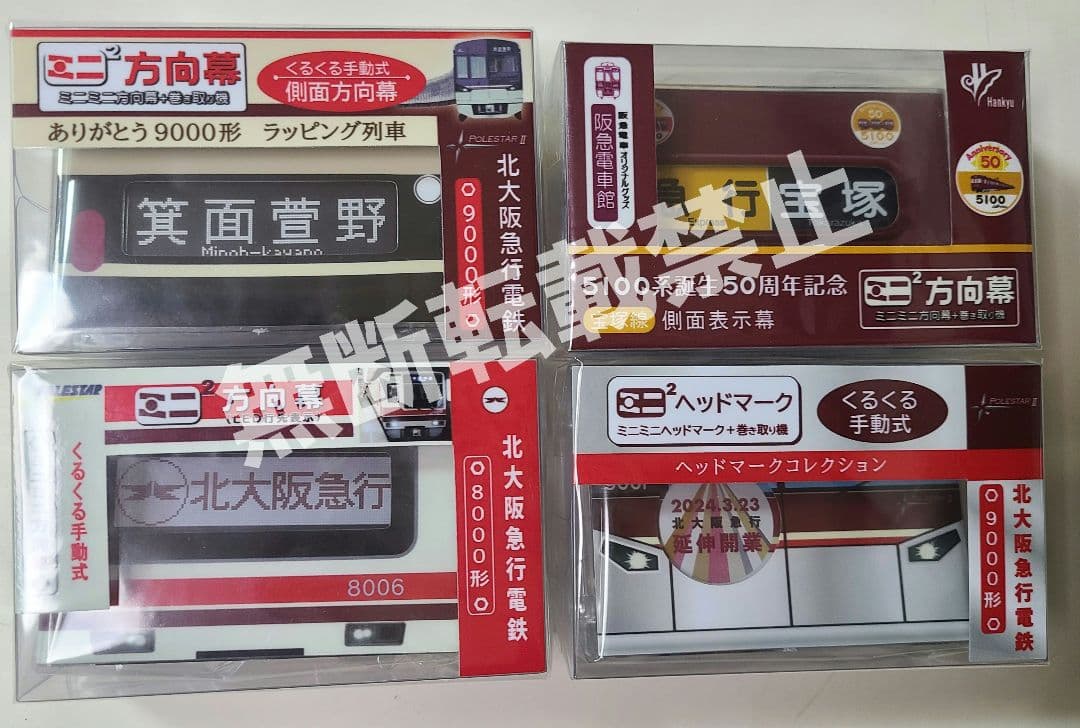 ミニ²方向幕
ミニミニ方向幕+巻き取り機
くるくる手動式
側面方向幕
ありがとう9000形 ラッピング列車
POLESTAR II
北大阪急行電鉄
9000形
箕面萱野
Minoh-kayano
阪急電車オリジナルグッズ
阪急電車館
Hankyu
50
5100
Anniversary
50
5100
急行 宝塚
Express
5100系誕生50周年記念
宝塚線 側面表示幕
ミニ²方向幕
ミニミニ方向幕+巻き取り機
無断転載禁止
POLESTAR
ミニ²方向幕
(LED行先表示)
くるくる手動式
北大阪急行
8006
北大阪急行電鉄
8000形
ミニ²ヘッドマーク
ミニミニヘッドマーク+巻き取り機
くるくる
手動式
POLESTAR II
ヘッドマークコレクション
2024.3.23
北大阪急行
延伸開業
北大阪急行電鉄
9000形